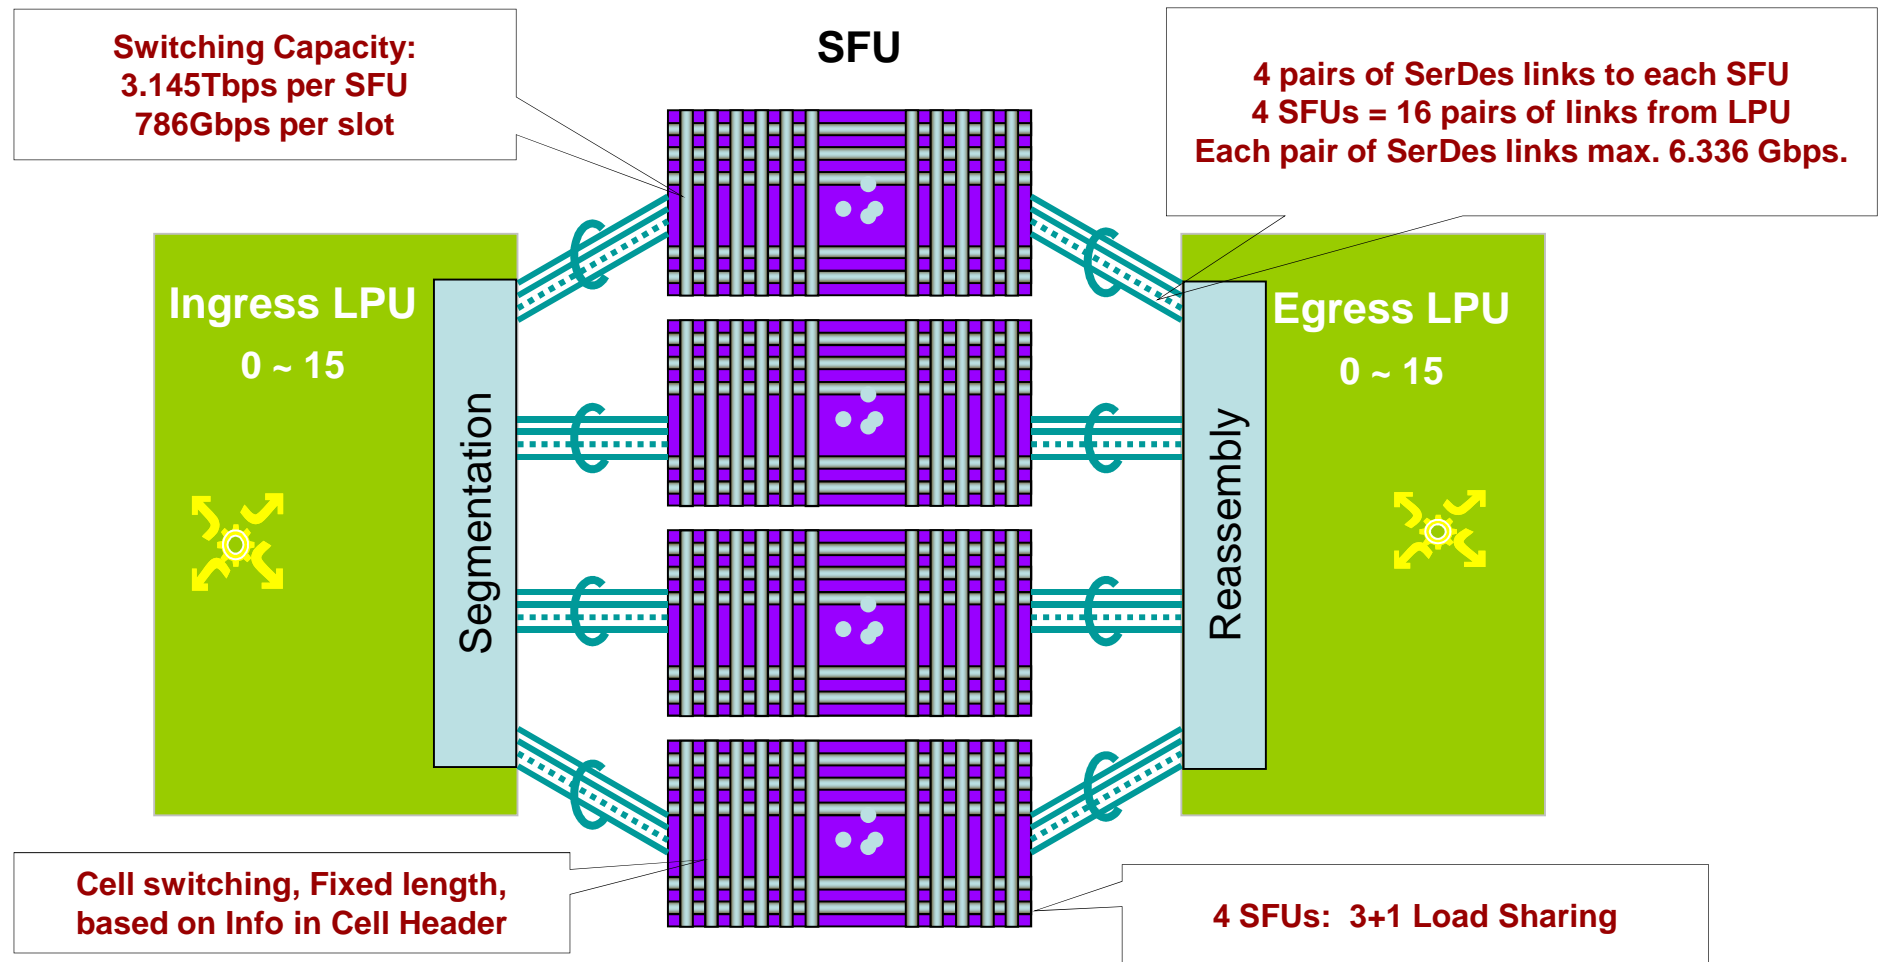 Switching Capacity:
3.145Tbps per SFU
786Gbps per slot
SFU
4 pairs of SerDes links to each SFU
4 SFUs = 16 pairs of links from LPU
Each pair of SerDes links max. 6.336 Gbps.
Ingress LPU
0 ~ 15
Segmentation
Egress LPU
0 ~ 15
Reassembly
Cell switching, Fixed length,
based on Info in Cell Header
4 SFUs: 3+1 Load Sharing